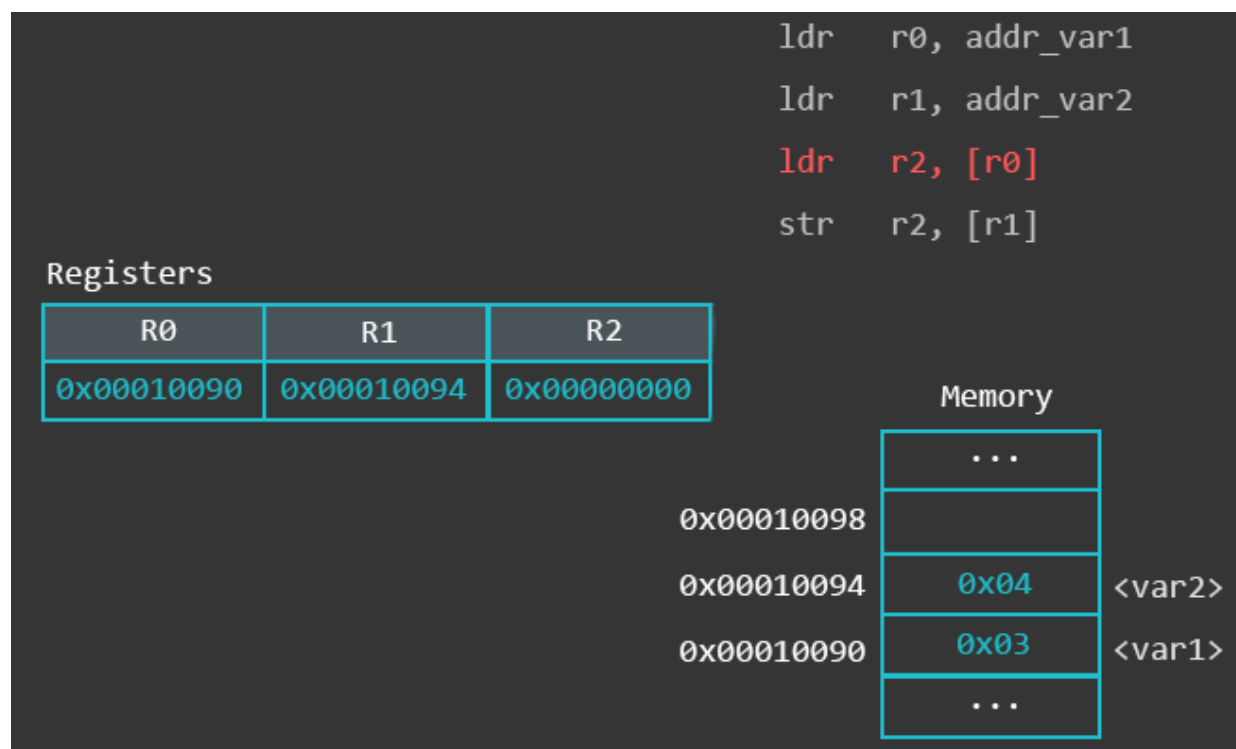 ldr r0, addr_var1
ldr r1, addr_var2
ldr r2, [r0]
str r2, [r1]
Registers
R0 R1 R2
0x00010090 0x00010094 0x00000000
Memory
...
0x00010098
0x00010094 0x04 <var2>
0x00010090 0x03 <var1>
...